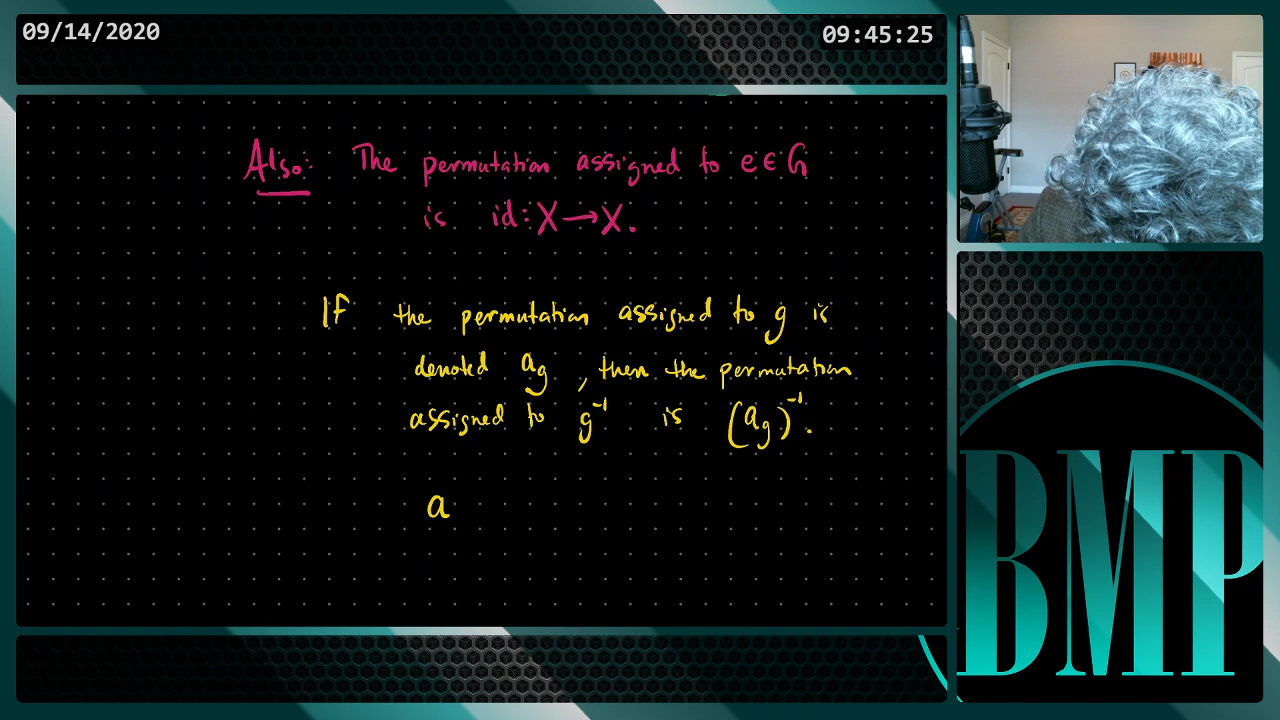 09/14/2020
09:45:25
Also: The permutation assigned to e ∈ G
is id: X → X.
If the permutation assigned to g is
denoted a_g, then the permutation
assigned to g⁻¹ is (a_g)⁻¹.
a
BMP